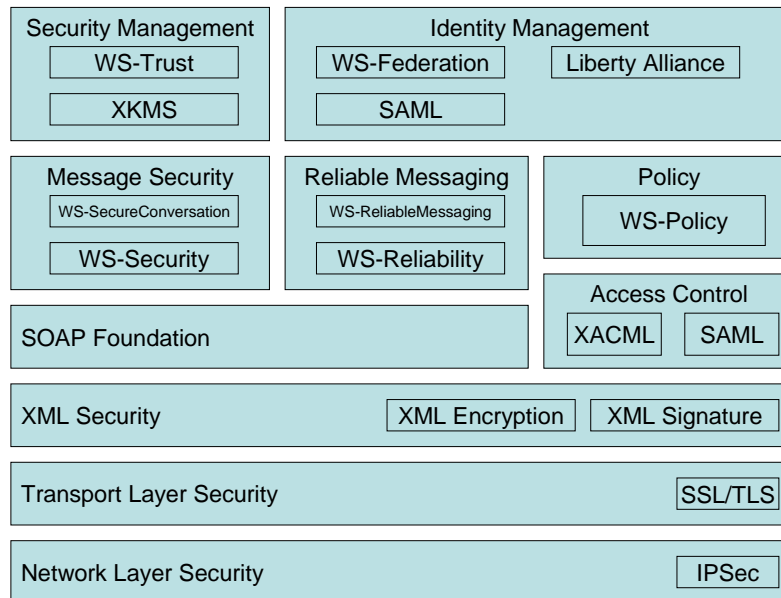 Security Management
WS-Trust
XKMS
Identity Management
WS-Federation
Liberty Alliance
SAML
Message Security
WS-SecureConversation
WS-Security
Reliable Messaging
WS-ReliableMessaging
WS-Reliability
Policy
WS-Policy
Access Control
XACML
SAML
SOAP Foundation
XML Security
XML Encryption
XML Signature
Transport Layer Security
SSL/TLS
Network Layer Security
IPSec